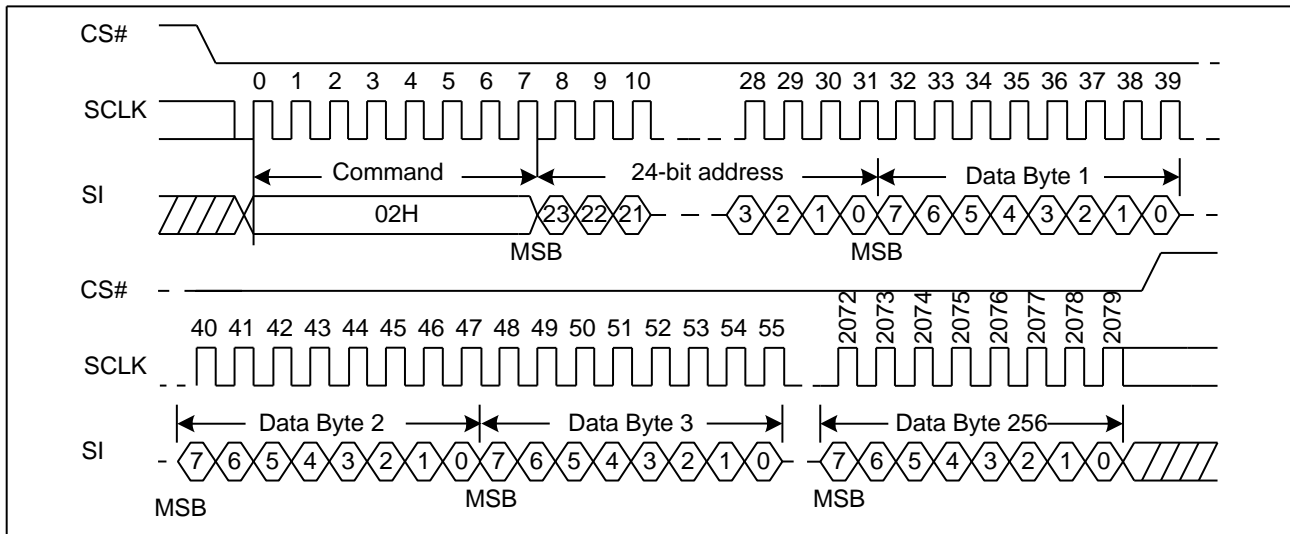 CS#
0 1 2 3 4 5 6 7 8 9 10 28 29 30 31 32 33 34 35 36 37 38 39
SCLK
Command 24-bit address Data Byte 1
SI
02H 23 22 21 3 2 1 0 7 6 5 4 3 2 1 0
MSB MSB
CS#
2072 2073 2074 2075 2076 2077 2078 2079
40 41 42 43 44 45 46 47 48 49 50 51 52 53 54 55
SCLK
Data Byte 2 Data Byte 3 Data Byte 256
SI
7 6 5 4 3 2 1 0 7 6 5 4 3 2 1 0 7 6 5 4 3 2 1 0
MSB MSB MSB